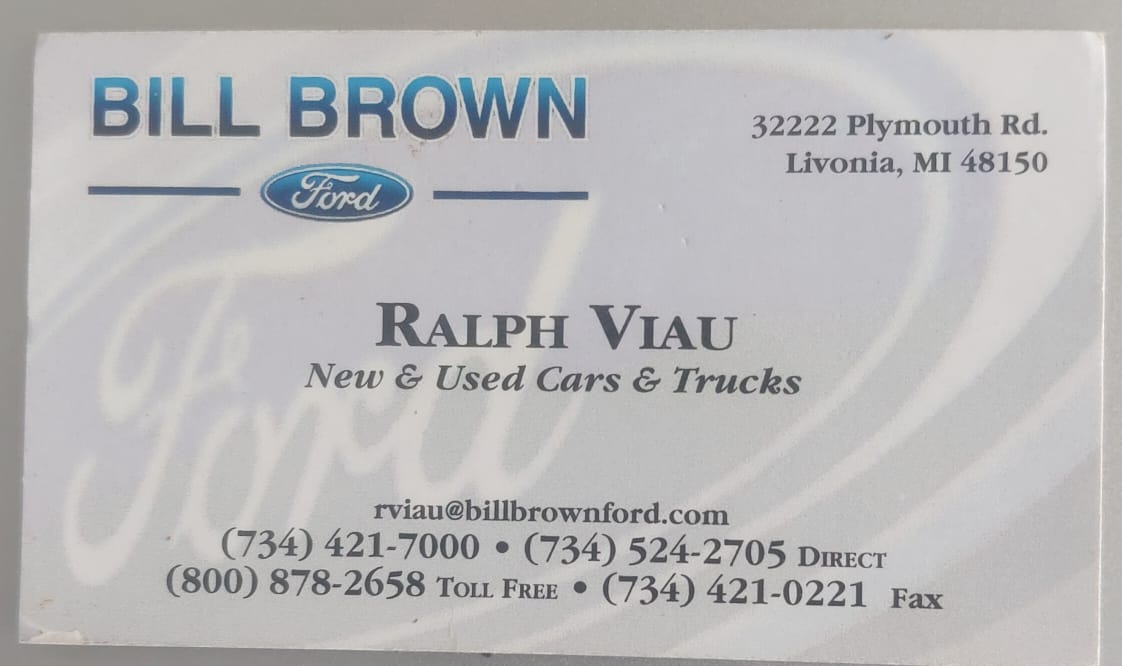 BILL BROWN
Ford
32222 Plymouth Rd.
Livonia, MI 48150
Ford
RALPH VIAU
New & Used Cars & Trucks
rviau@billbrownford.com
(734) 421-7000 • (734) 524-2705 DIRECT
(800) 878-2658 TOLL FREE • (734) 421-0221 FAX